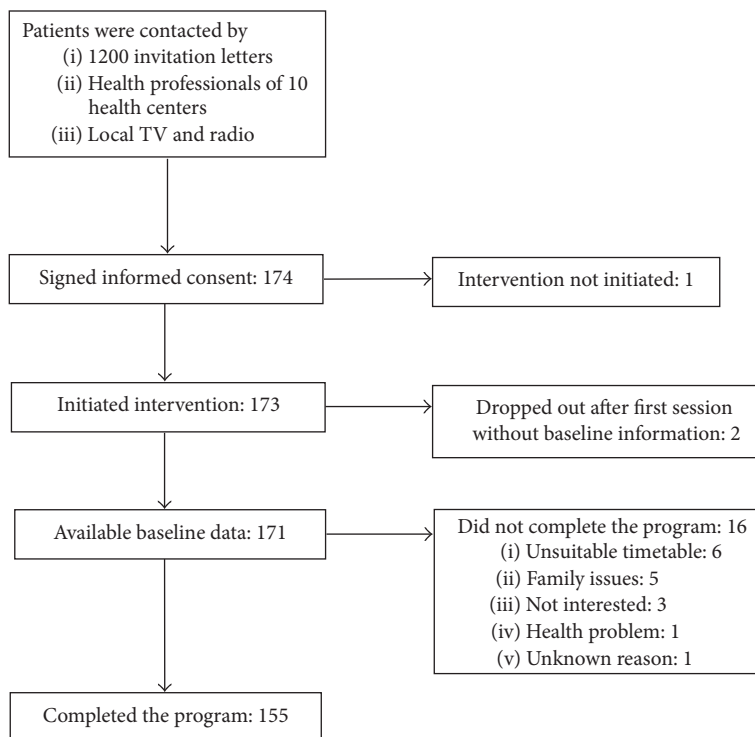 Patients were contacted by
(i) 1200 invitation letters
(ii) Health professionals of 10
health centers
(iii) Local TV and radio
Signed informed consent: 174
Intervention not initiated: 1
Initiated intervention: 173
Dropped out after first session
without baseline information: 2
Available baseline data: 171
Did not complete the program: 16
(i) Unsuitable timetable: 6
(ii) Family issues: 5
(iii) Not interested: 3
(iv) Health problem: 1
(v) Unknown reason: 1
Completed the program: 155